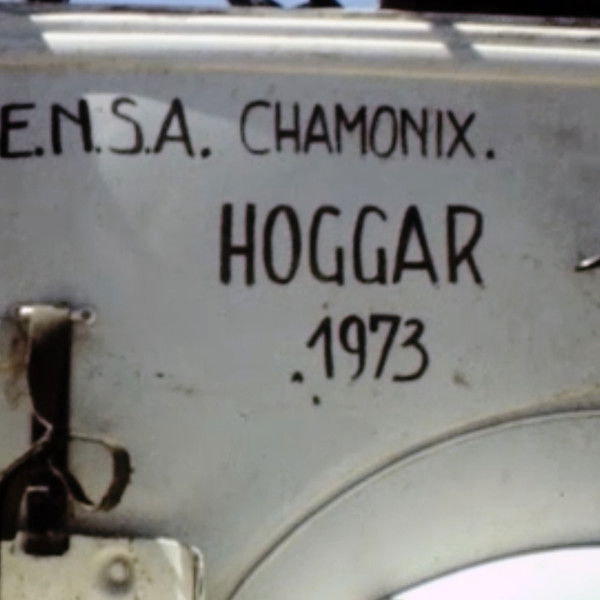 E.N.S.A. CHAMONIX.
HOGGAR
.1973